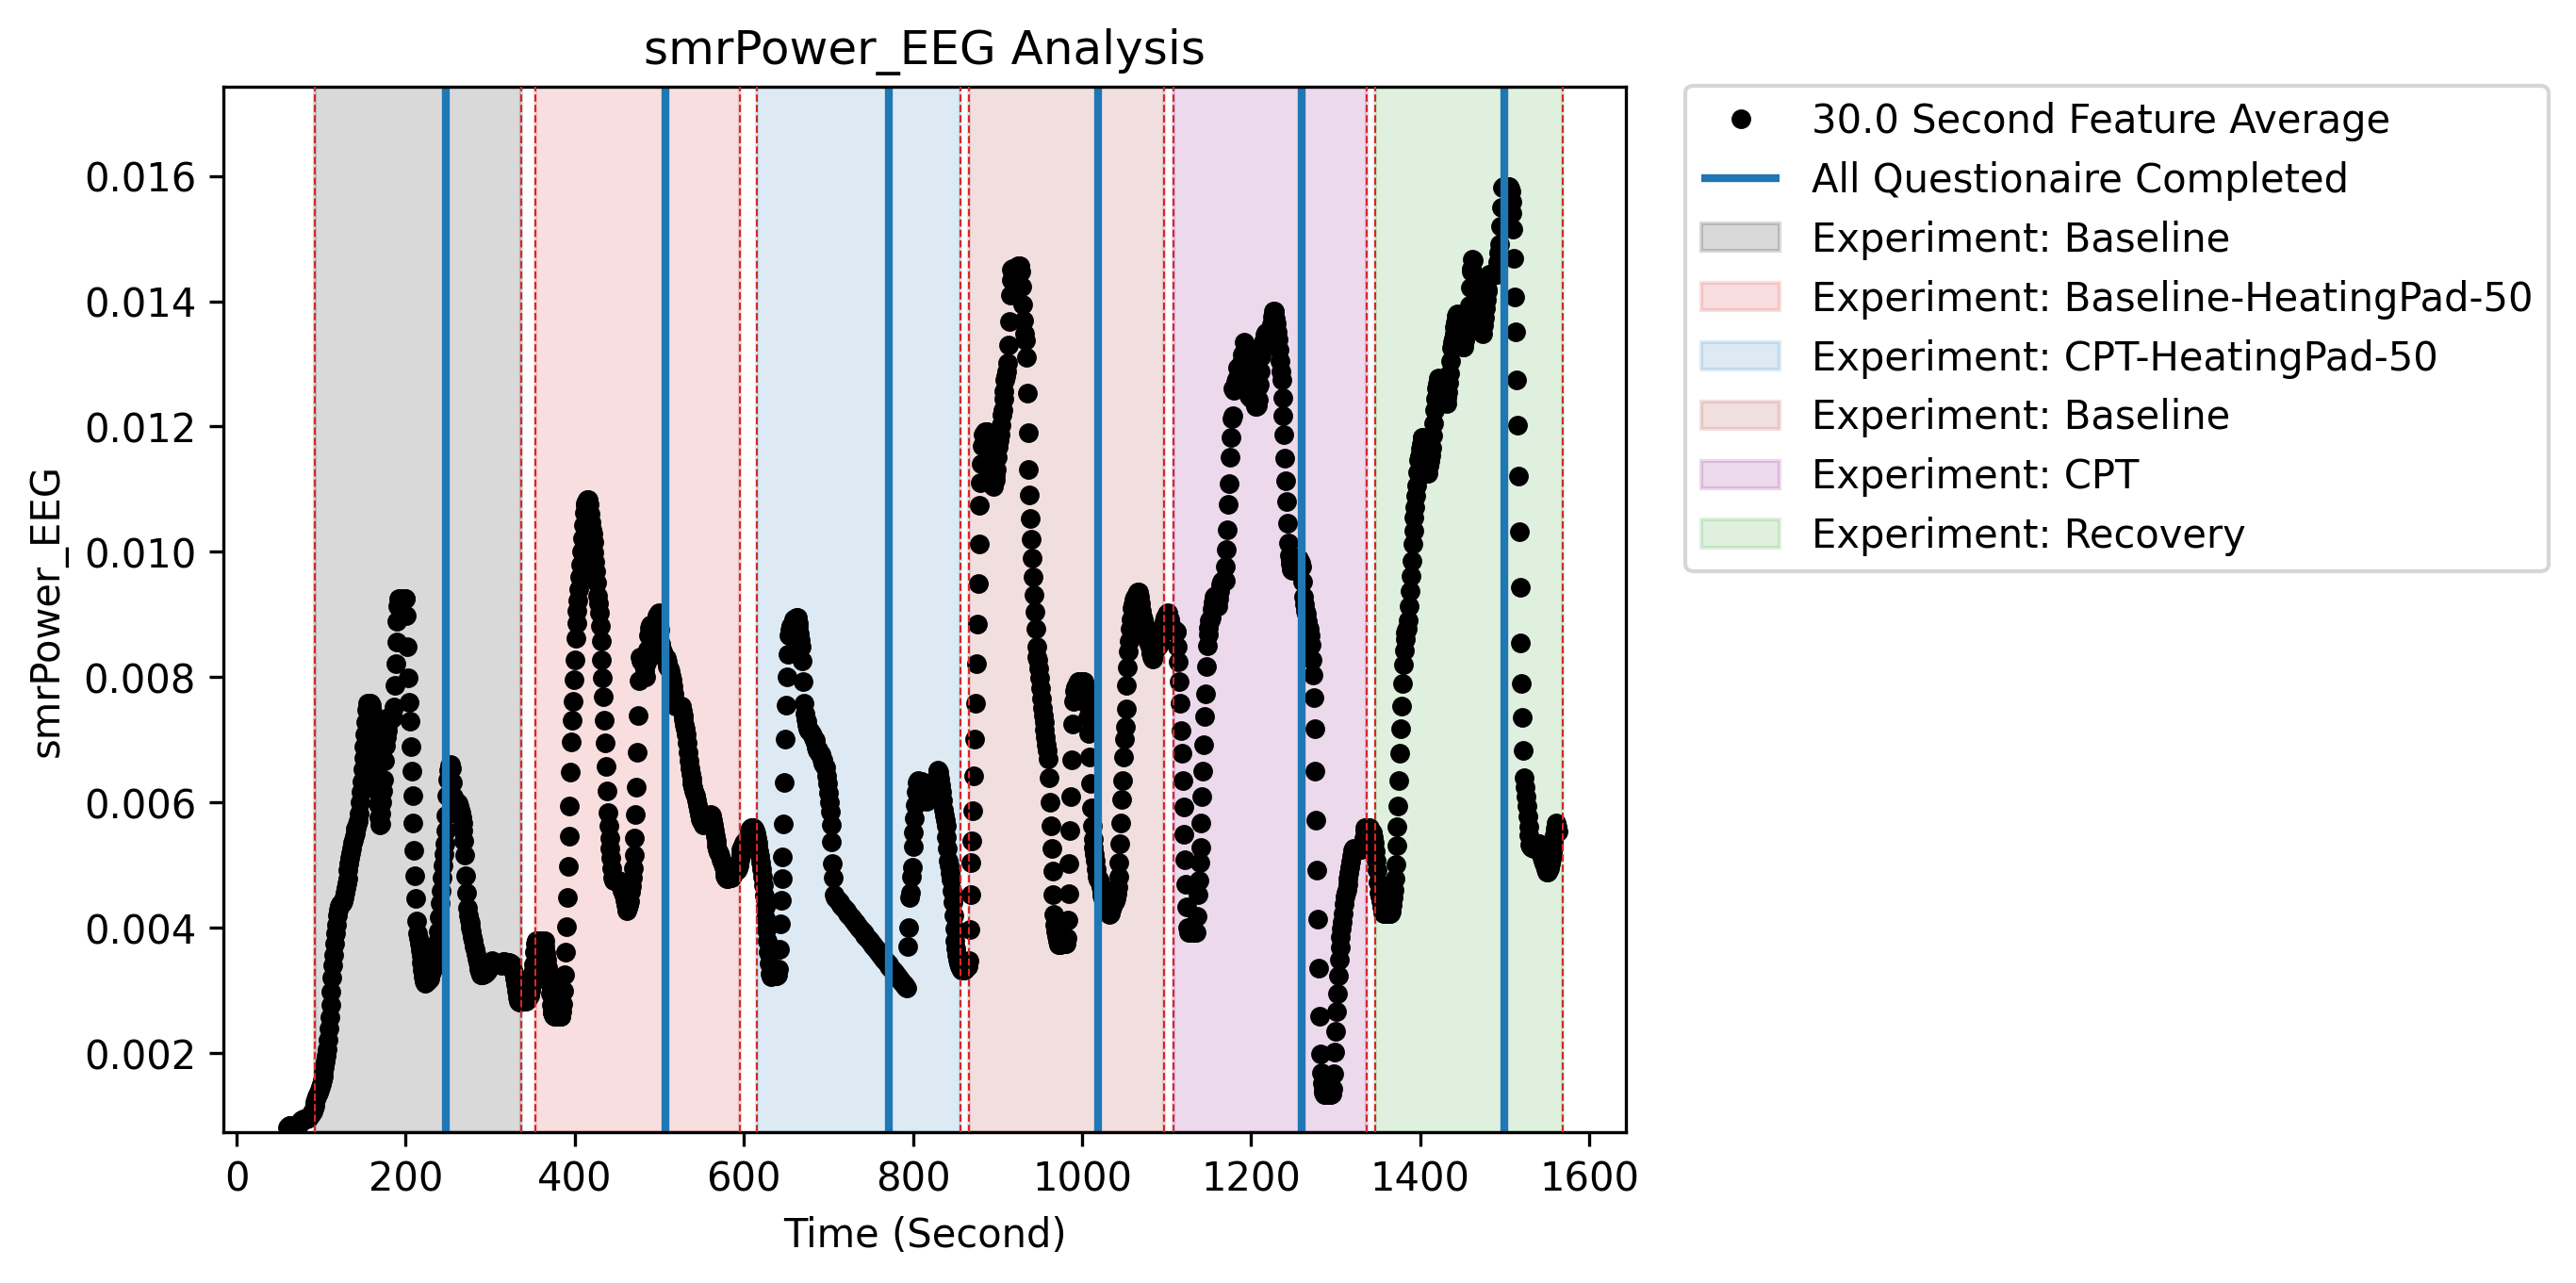 smrPower_EEG Analysis
0.016
0.014
0.012
0.010
0.008
0.006
0.004
0.002
smrPower_EEG
0 200 400 600 800 1000 1200 1400 1600
Time (Second)
30.0 Second Feature Average
All Questionaire Completed
Experiment: Baseline
Experiment: Baseline-HeatingPad-50
Experiment: CPT-HeatingPad-50
Experiment: Baseline
Experiment: CPT
Experiment: Recovery